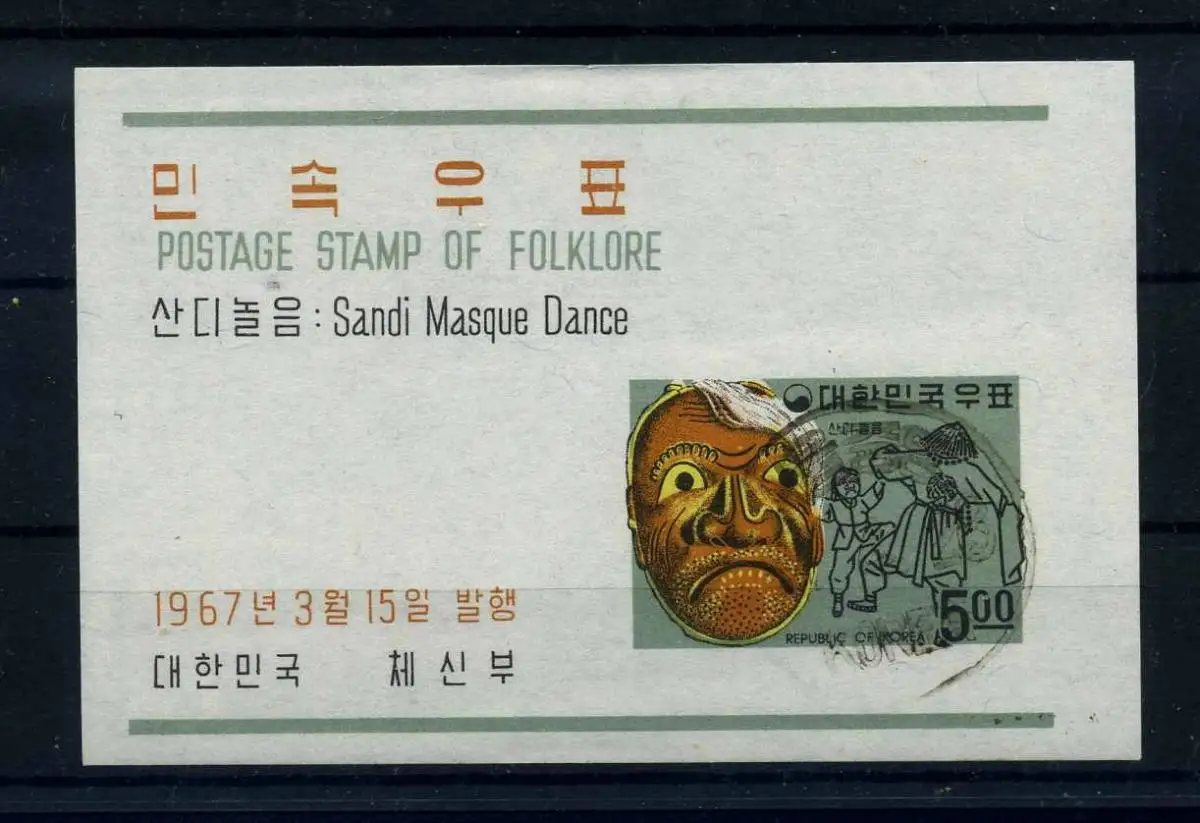 민속우표
POSTAGE STAMP OF FOLKLORE
산디놀음 : Sandi Masque Dance
대한민국우표
산디놀음
REPUBLIC OF KOREA
5.00
1967년 3월 15일 발행
대한민국 체신부